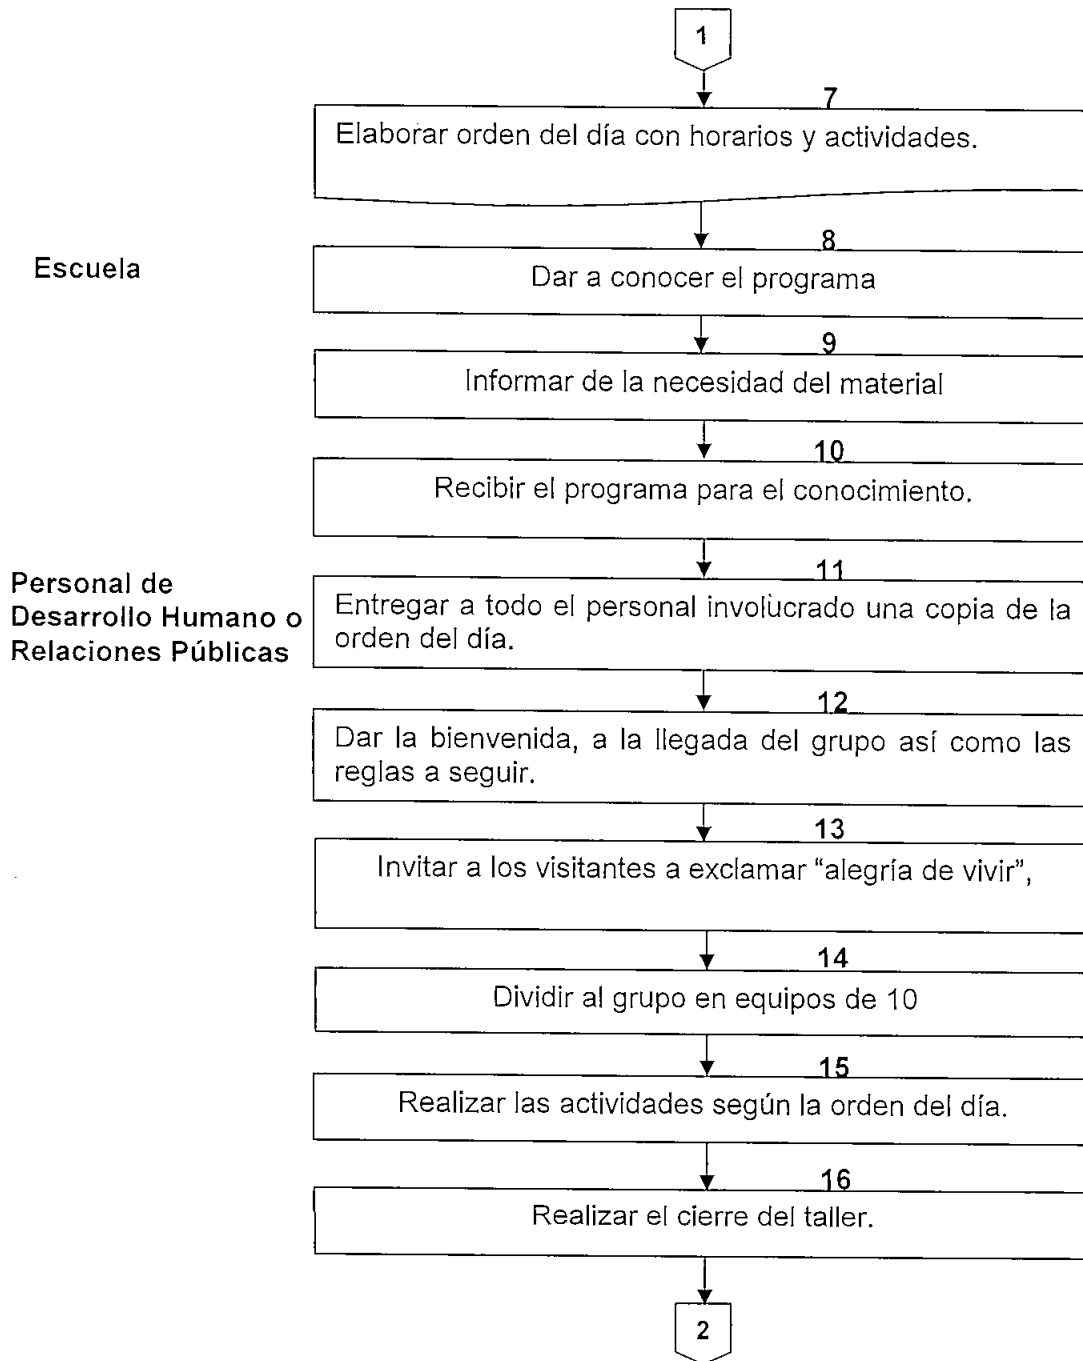 1
7
Elaborar orden del día con horarios y actividades.
8
Escuela
Dar a conocer el programa
9
Informar de la necesidad del material
10
Recibir el programa para el conocimiento.
11
Personal de
Desarrollo Humano o
Relaciones Públicas
Entregar a todo el personal involucrado una copia de la
orden del día.
12
Dar la bienvenida, a la llegada del grupo así como las
reglas a seguir.
13
Invitar a los visitantes a exclamar “alegría de vivir”,
14
Dividir al grupo en equipos de 10
15
Realizar las actividades según la orden del día.
16
Realizar el cierre del taller.
2